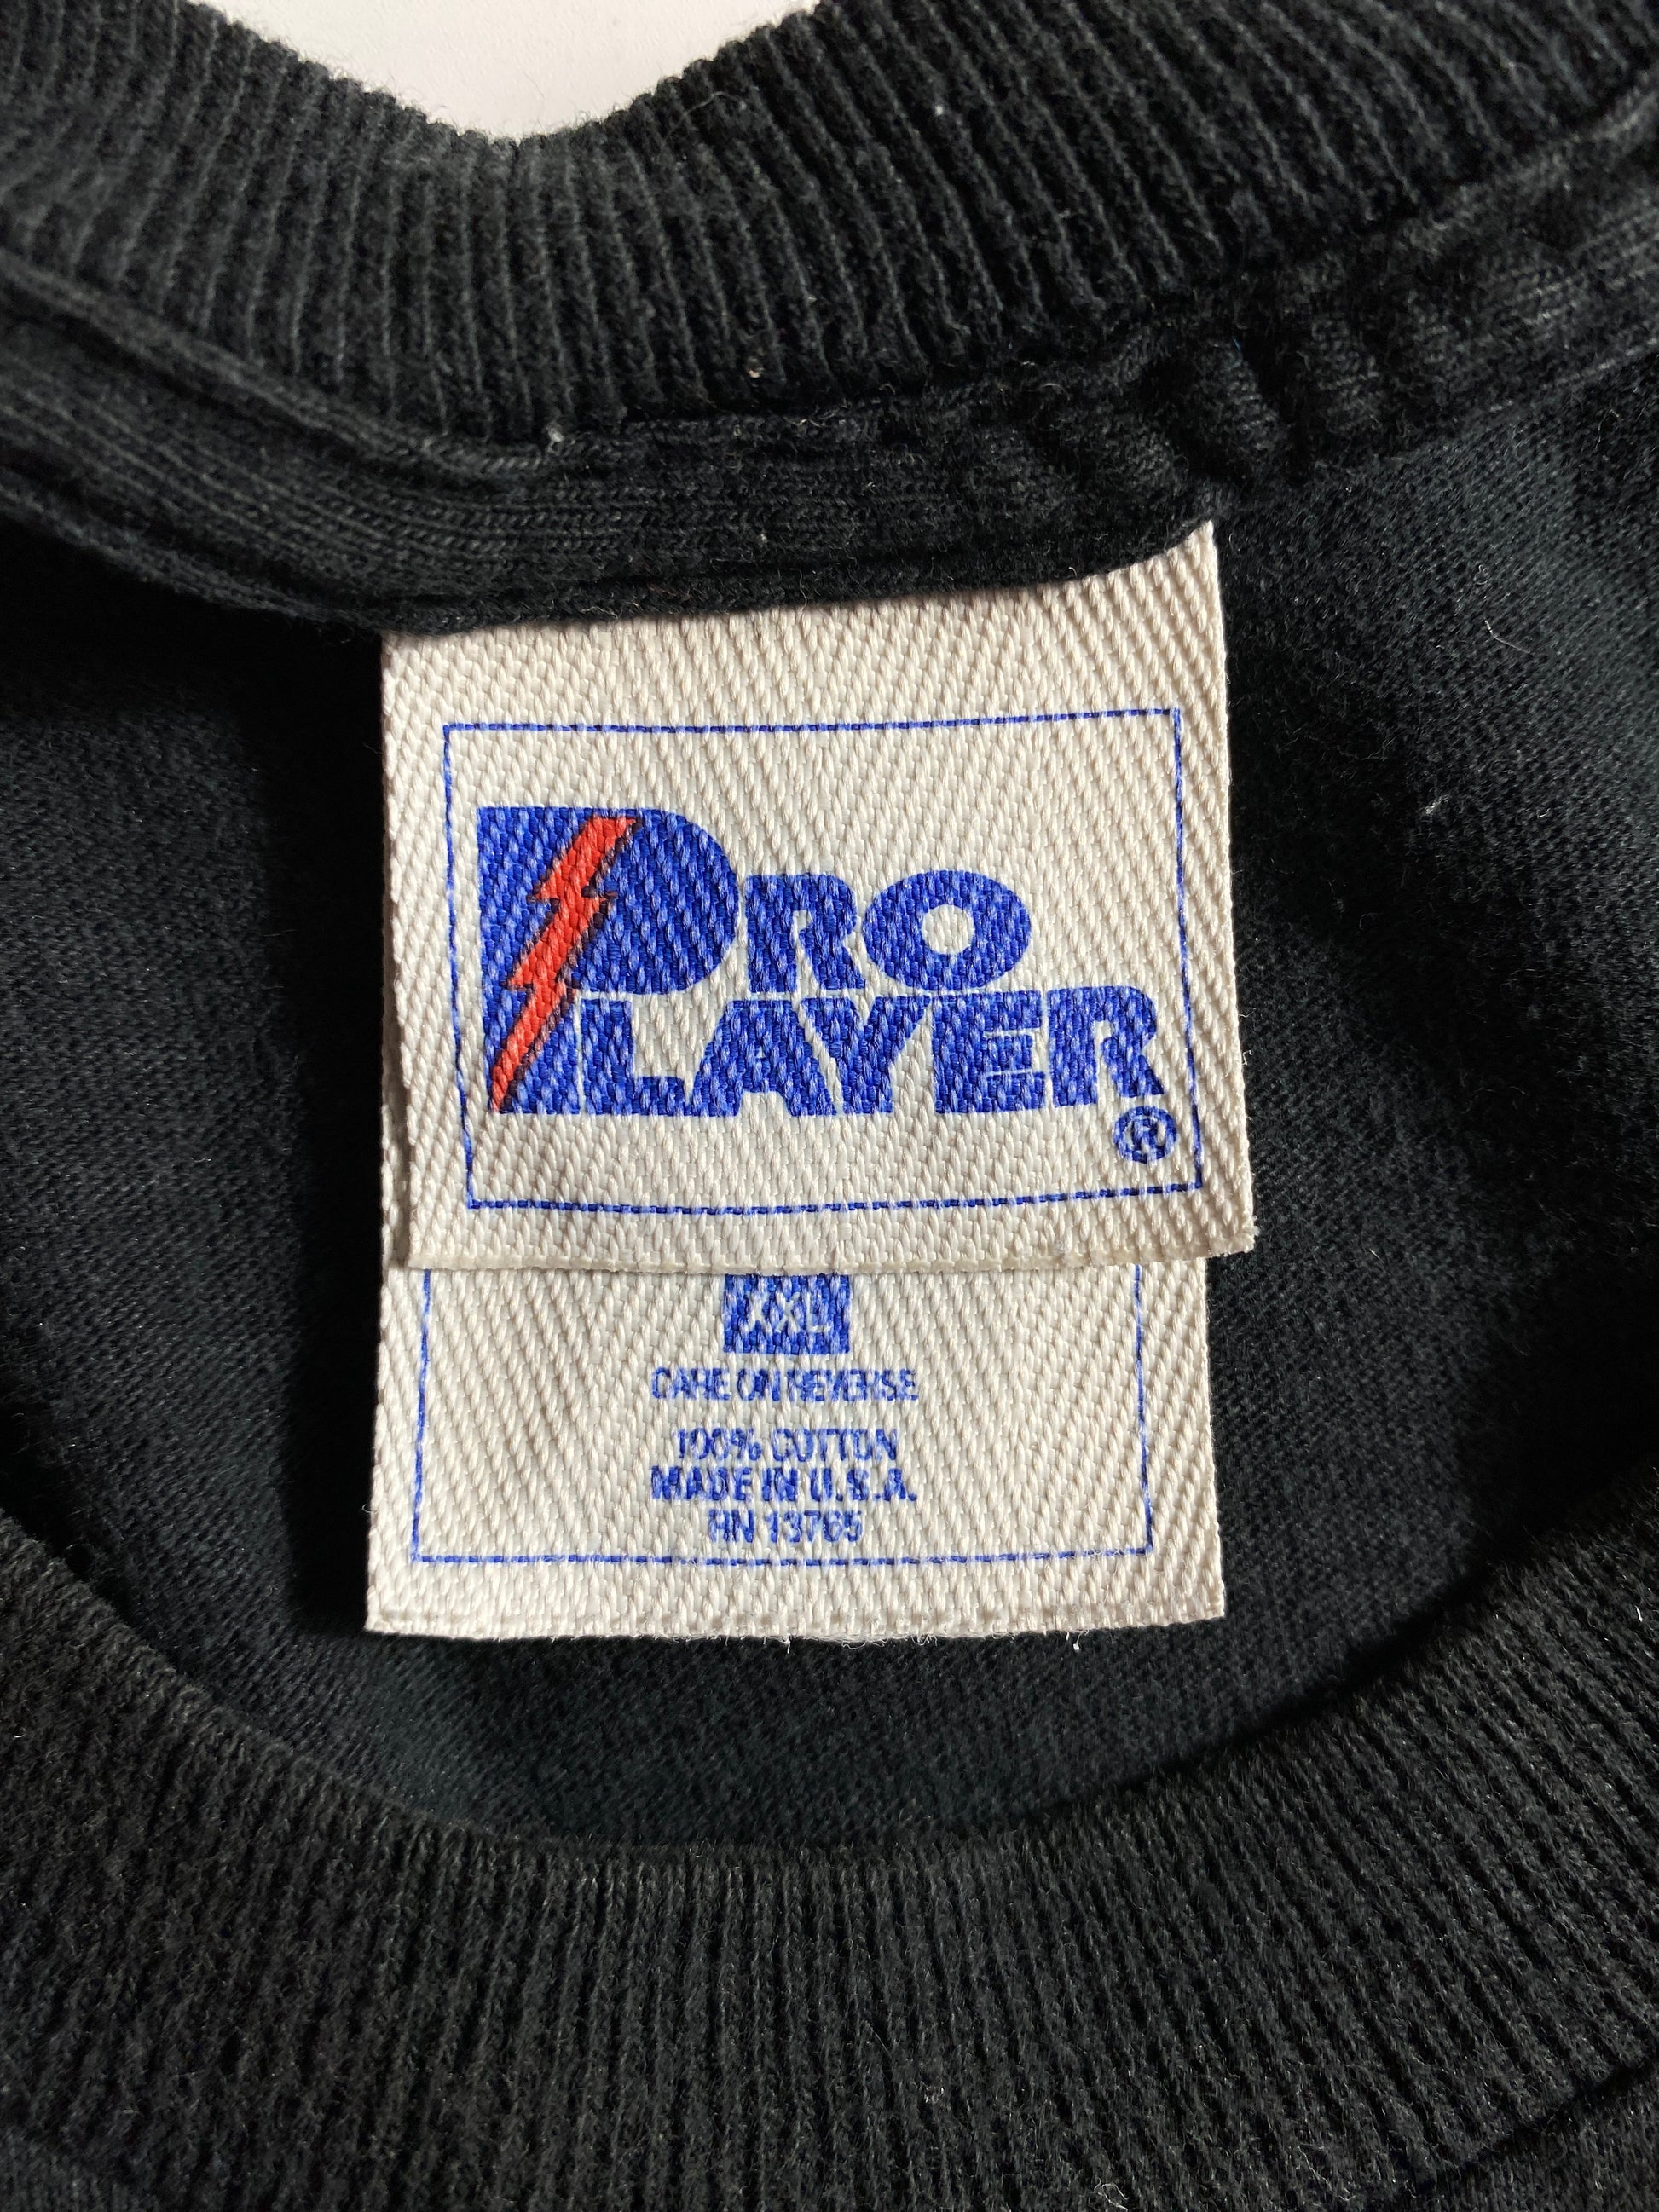 PRO
PLAYER
®
XXL
CARE ON REVERSE
100% COTTON
MADE IN U.S.A.
RN 13765